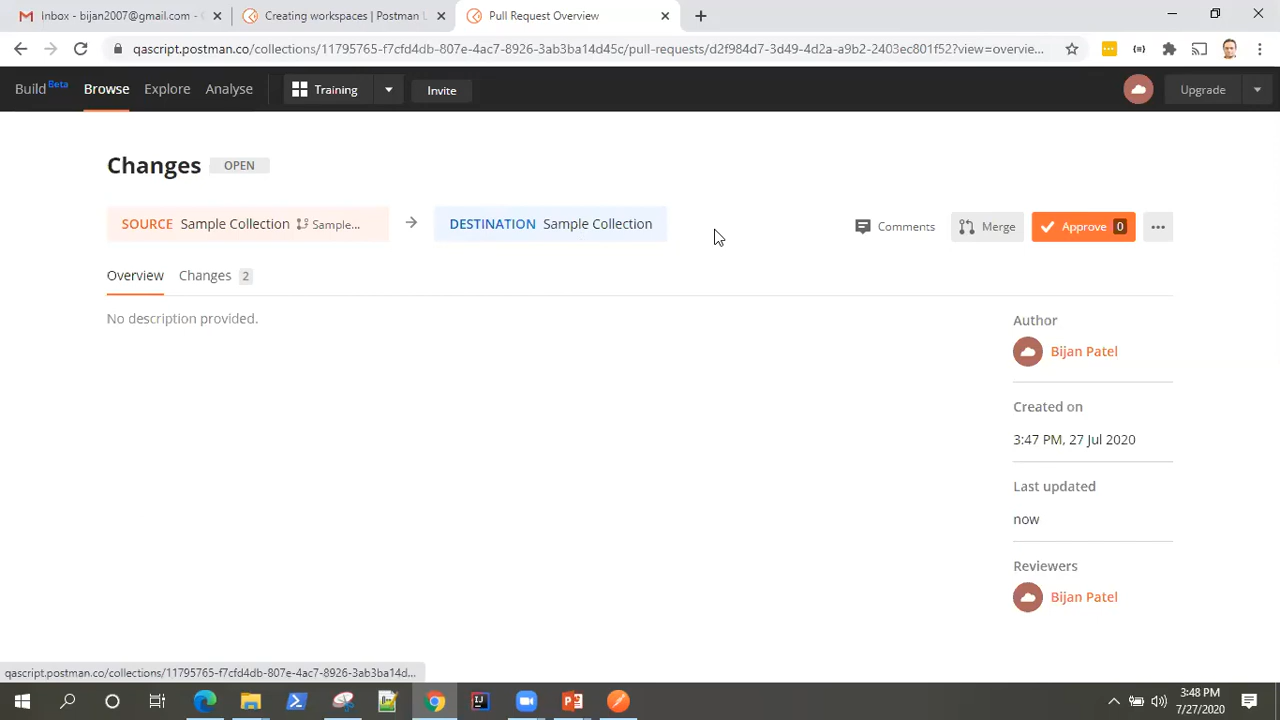 Inbox - bijan2007@gmail.com -
Creating workspaces | Postman L
Pull Request Overview
qascript.postman.co/collections/11795765-f7cfd4db-807e-4ac7-8926-3ab3ba14d45c/pull-requests/d2f984d7-3d49-4d2a-a9b2-2403ec801f52?view=overvie...
Build Beta
Browse
Explore
Analyse
Training
Invite
Upgrade
Changes OPEN
SOURCE Sample Collection Sample...
DESTINATION Sample Collection
Comments
Merge
Approve 0
Overview
Changes 2
No description provided.
Author
Bijan Patel
Created on
3:47 PM, 27 Jul 2020
Last updated
now
Reviewers
Bijan Patel
qascript.postman.co/collections/11795765-f7cfd4db-807e-4ac7-8926-3ab3ba14d...
3:48 PM
7/27/2020